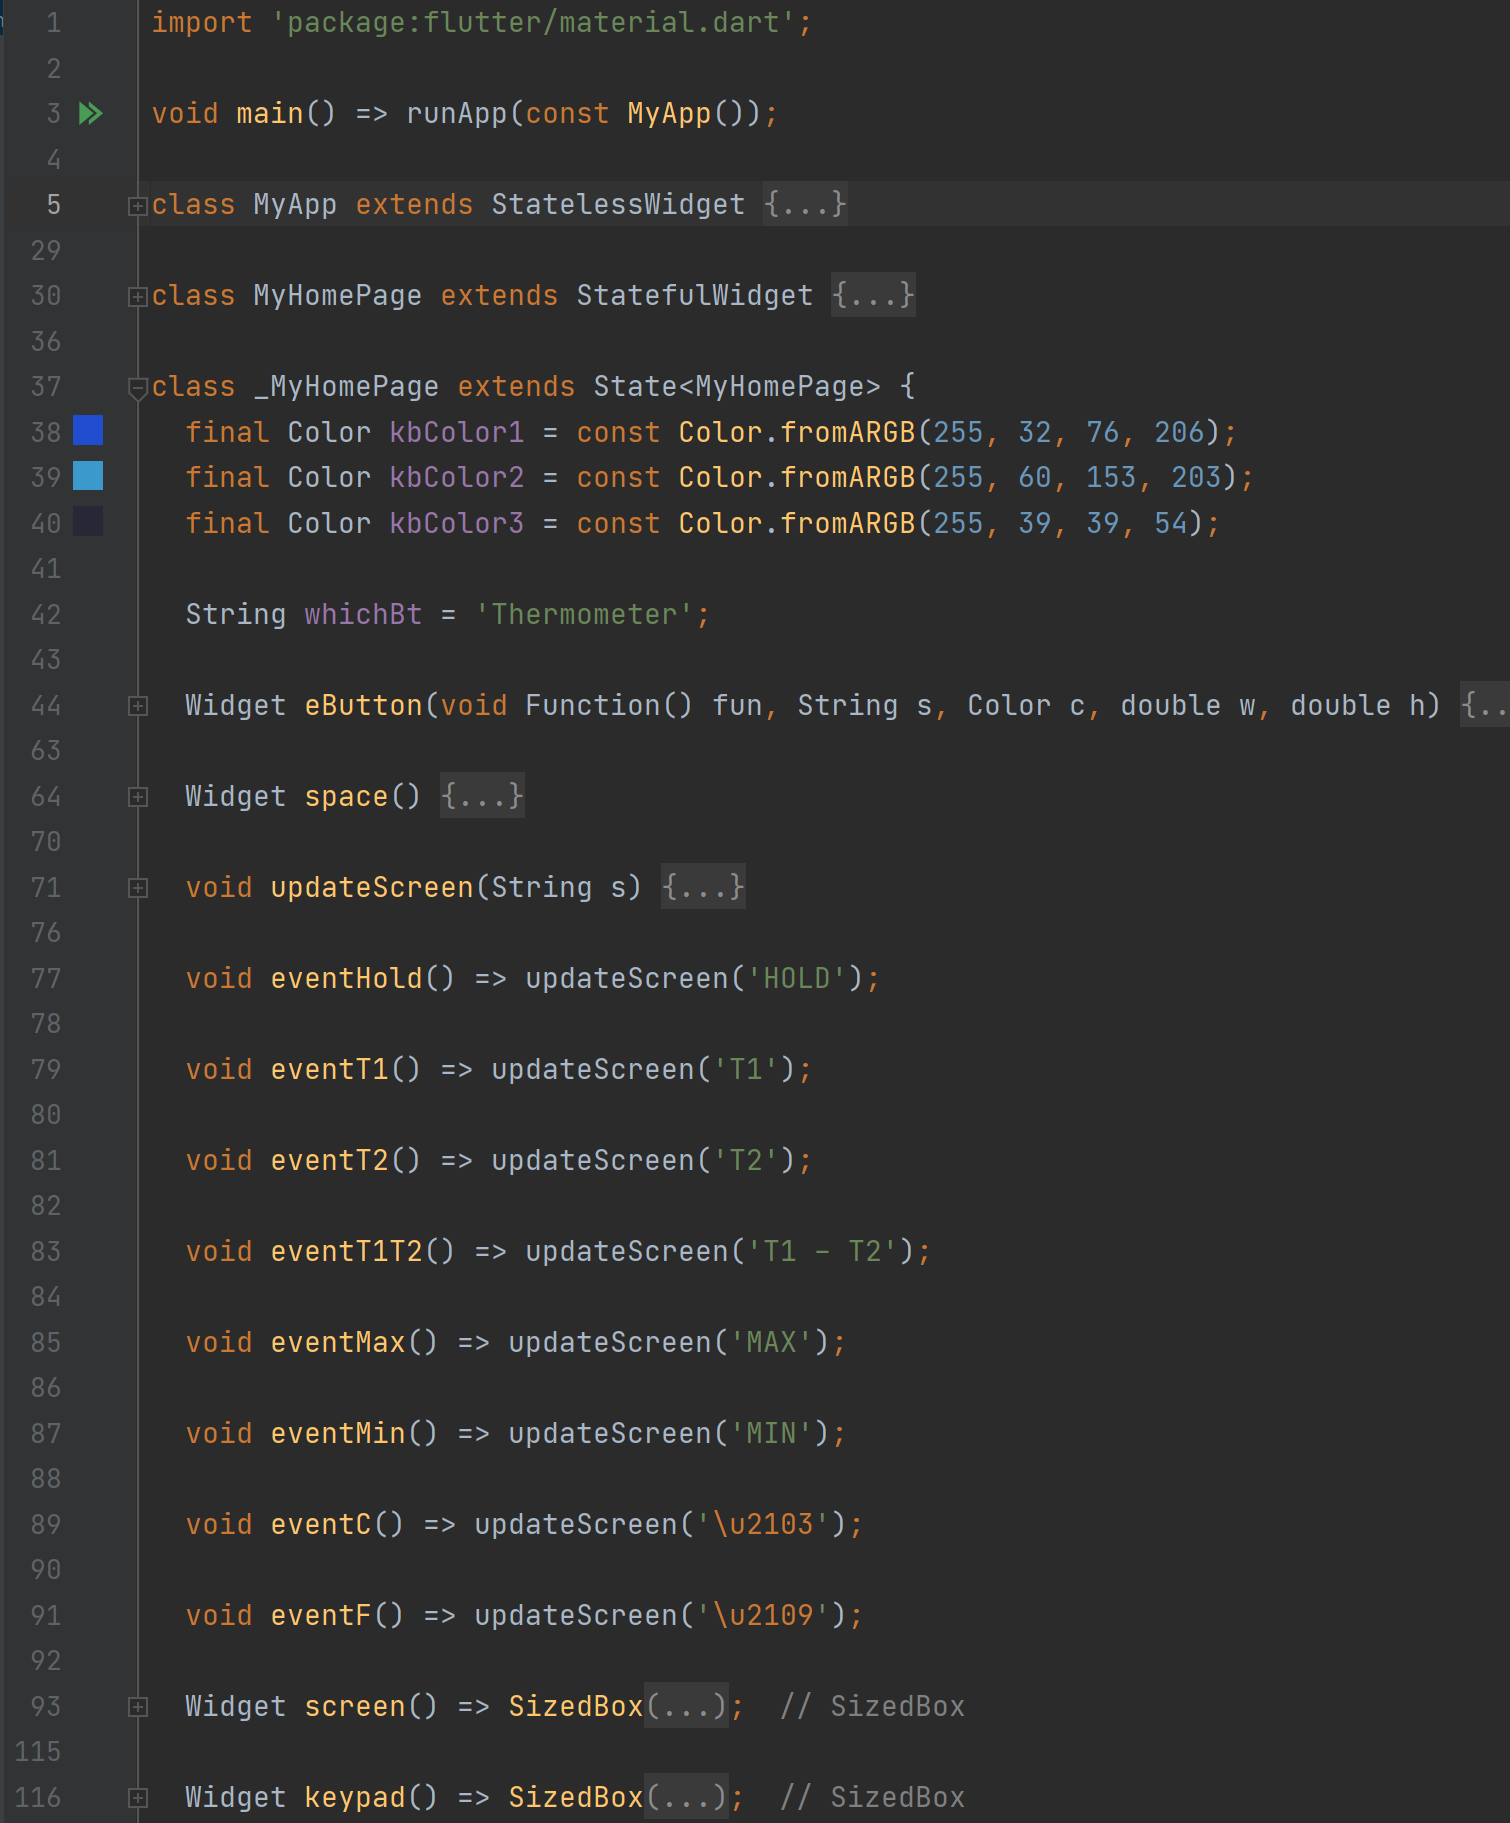 1 import 'package:flutter/material.dart';
2
3 void main() => runApp(const MyApp());
4
5 class MyApp extends StatelessWidget {...}
29
30 class MyHomePage extends StatefulWidget {...}
36
37 class _MyHomePage extends State<MyHomePage> {
38 final Color kbColor1 = const Color.fromARGB(255, 32, 76, 206);
39 final Color kbColor2 = const Color.fromARGB(255, 60, 153, 203);
40 final Color kbColor3 = const Color.fromARGB(255, 39, 39, 54);
41
42 String whichBt = 'Thermometer';
43
44 Widget eButton(void Function() fun, String s, Color c, double w, double h) {..
63
64 Widget space() {...}
70
71 void updateScreen(String s) {...}
76
77 void eventHold() => updateScreen('HOLD');
78
79 void eventT1() => updateScreen('T1');
80
81 void eventT2() => updateScreen('T2');
82
83 void eventT1T2() => updateScreen('T1 - T2');
84
85 void eventMax() => updateScreen('MAX');
86
87 void eventMin() => updateScreen('MIN');
88
89 void eventC() => updateScreen('\u2103');
90
91 void eventF() => updateScreen('\u2109');
92
93 Widget screen() => SizedBox(...); // SizedBox
115
116 Widget keypad() => SizedBox(...); // SizedBox